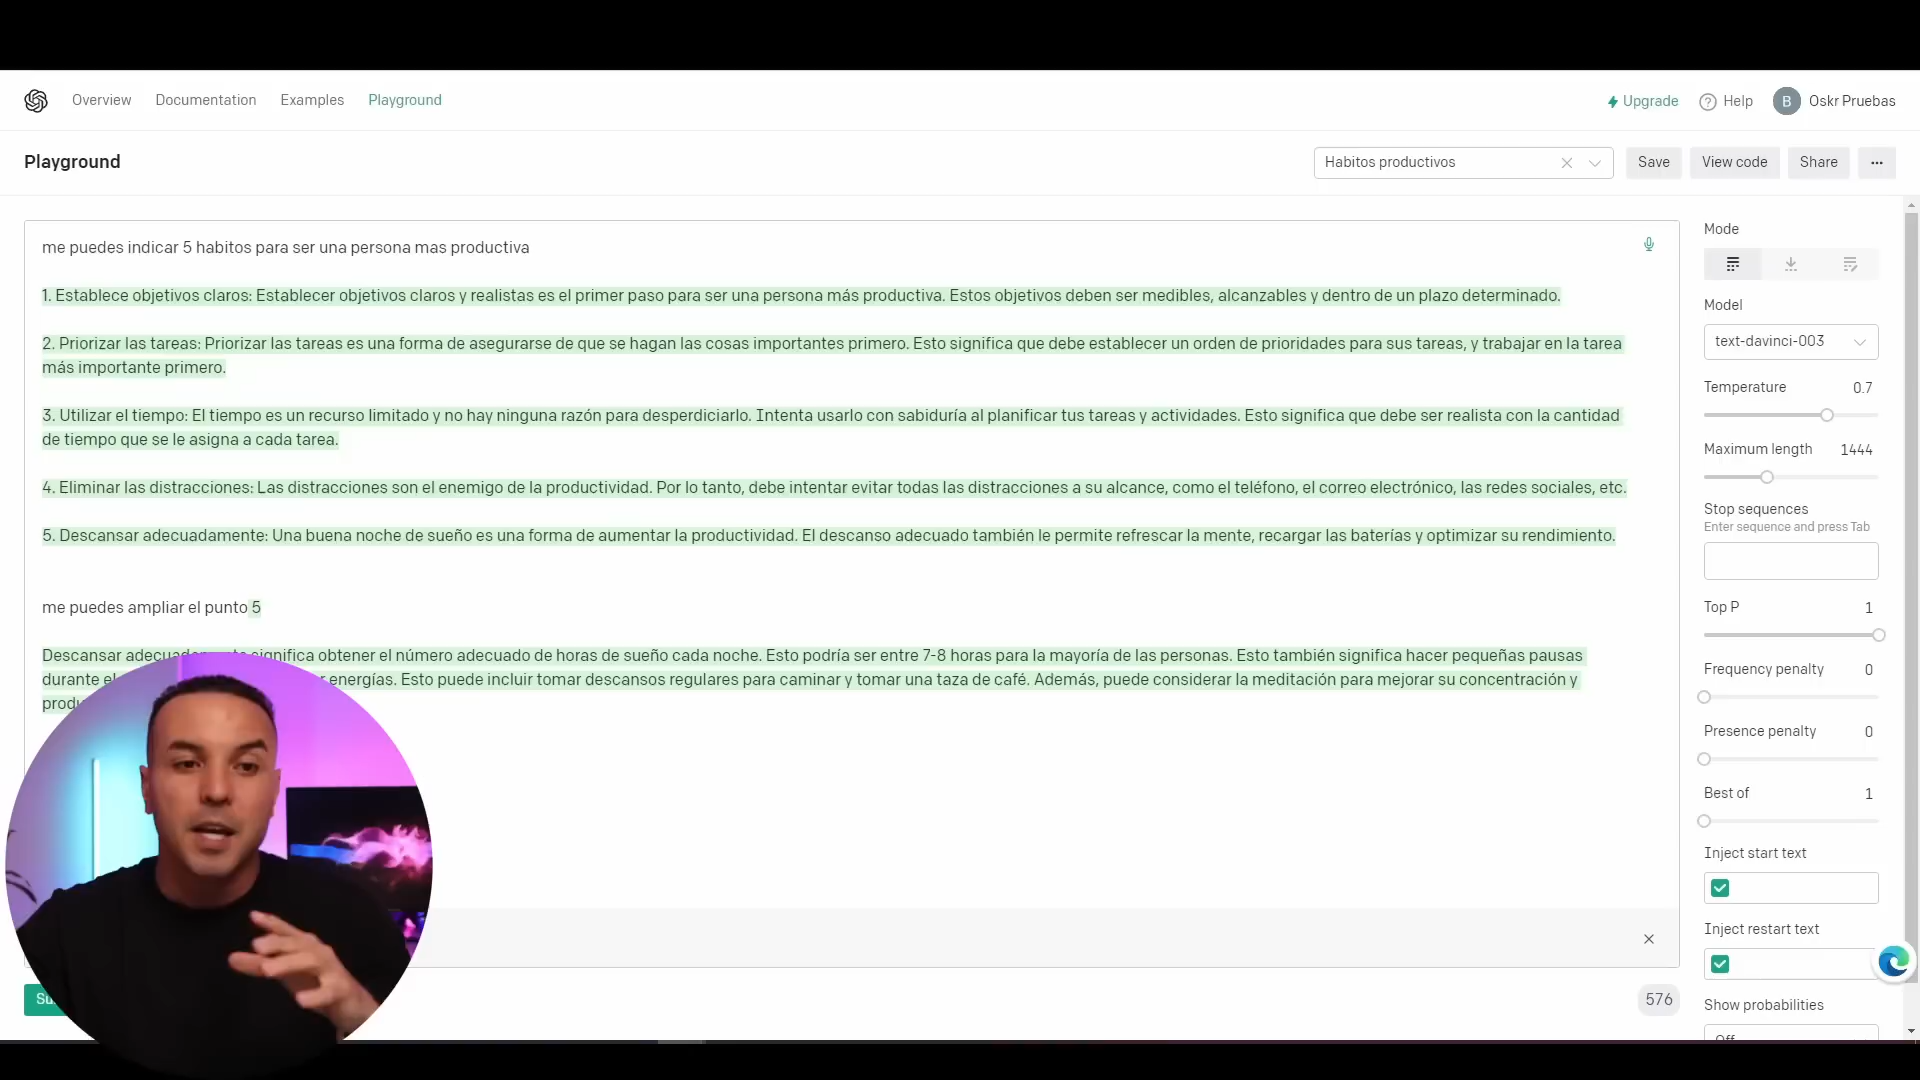 Overview Documentation Examples Playground Upgrade Help B Oskr Pruebas
Playground Habitos productivos Save View code Share ...
me puedes indicar 5 habitos para ser una persona mas productiva
1. Establece objetivos claros: Establecer objetivos claros y realistas es el primer paso para ser una persona más productiva. Estos objetivos deben ser medibles, alcanzables y dentro de un plazo determinado.
2. Priorizar las tareas: Priorizar las tareas es una forma de asegurarse de que se hagan las cosas importantes primero. Esto significa que debe establecer un orden de prioridades para sus tareas, y trabajar en la tarea
más importante primero.
3. Utilizar el tiempo: El tiempo es un recurso limitado y no hay ninguna razón para desperdiciarlo. Intenta usarlo con sabiduría al planificar tus tareas y actividades. Esto significa que debe ser realista con la cantidad
de tiempo que se le asigna a cada tarea.
4. Eliminar las distracciones: Las distracciones son el enemigo de la productividad. Por lo tanto, debe intentar evitar todas las distracciones a su alcance, como el teléfono, el correo electrónico, las redes sociales, etc.
5. Descansar adecuadamente: Una buena noche de sueño es una forma de aumentar la productividad. El descanso adecuado también le permite refrescar la mente, recargar las baterías y optimizar su rendimiento.
me puedes ampliar el punto 5
Descansar significa obtener el número adecuado de horas de sueño cada noche. Esto podría ser entre 7-8 horas para la mayoría de las personas. Esto también significa hacer pequeñas pausas
durante energías. Esto puede incluir tomar descansos regulares para caminar y tomar una taza de café. Además, puede considerar la meditación para mejorar su concentración y
576
Mode
Model
text-davinci-003
Temperature 0.7
Maximum length 1444
Stop sequences
Enter sequence and press Tab
Top P 1
Frequency penalty 0
Presence penalty 0
Best of 1
Inject start text
Inject restart text
Show probabilities
Off